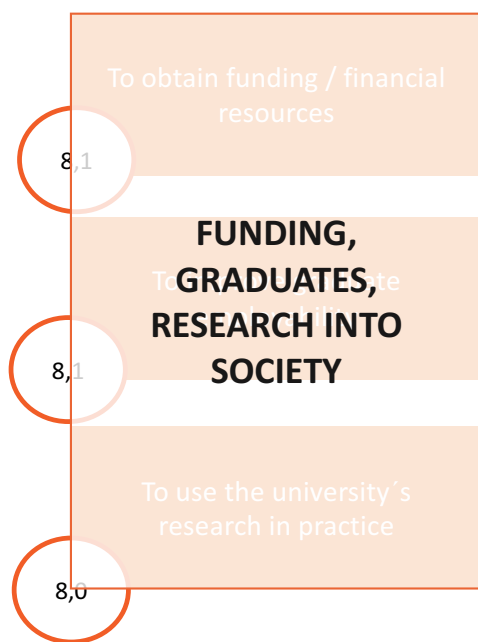 To obtain funding / financial
resources
8,1
FUNDING,
GRADUATES,
RESEARCH INTO
SOCIETY
To
8,1
To use the university´s
research in practice
8,0